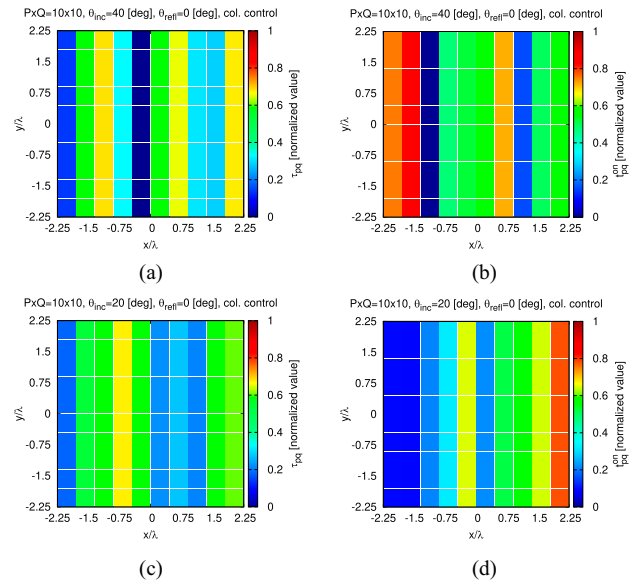 PxQ=10x10, θinc=40 [deg], θrefl=0 [deg], col. control
PxQ=10x10, θinc=40 [deg], θrefl=0 [deg], col. control
2.25
1.5
0.75
0
-0.75
-1.5
-2.25
y/λ
-2.25 -1.5 -0.75 0 0.75 1.5 2.25
x/λ
1
0.8
0.6
0.4
0.2
0
τpq [normalized value]
(a)
2.25
1.5
0.75
0
-0.75
-1.5
-2.25
y/λ
-2.25 -1.5 -0.75 0 0.75 1.5 2.25
x/λ
1
0.8
0.6
0.4
0.2
0
t^on_pq [normalized value]
(b)
PxQ=10x10, θinc=20 [deg], θrefl=0 [deg], col. control
PxQ=10x10, θinc=20 [deg], θrefl=0 [deg], col. control
2.25
1.5
0.75
0
-0.75
-1.5
-2.25
y/λ
-2.25 -1.5 -0.75 0 0.75 1.5 2.25
x/λ
1
0.8
0.6
0.4
0.2
0
τpq [normalized value]
(c)
2.25
1.5
0.75
0
-0.75
-1.5
-2.25
y/λ
-2.25 -1.5 -0.75 0 0.75 1.5 2.25
x/λ
1
0.8
0.6
0.4
0.2
0
t^on_pq [normalized value]
(d)